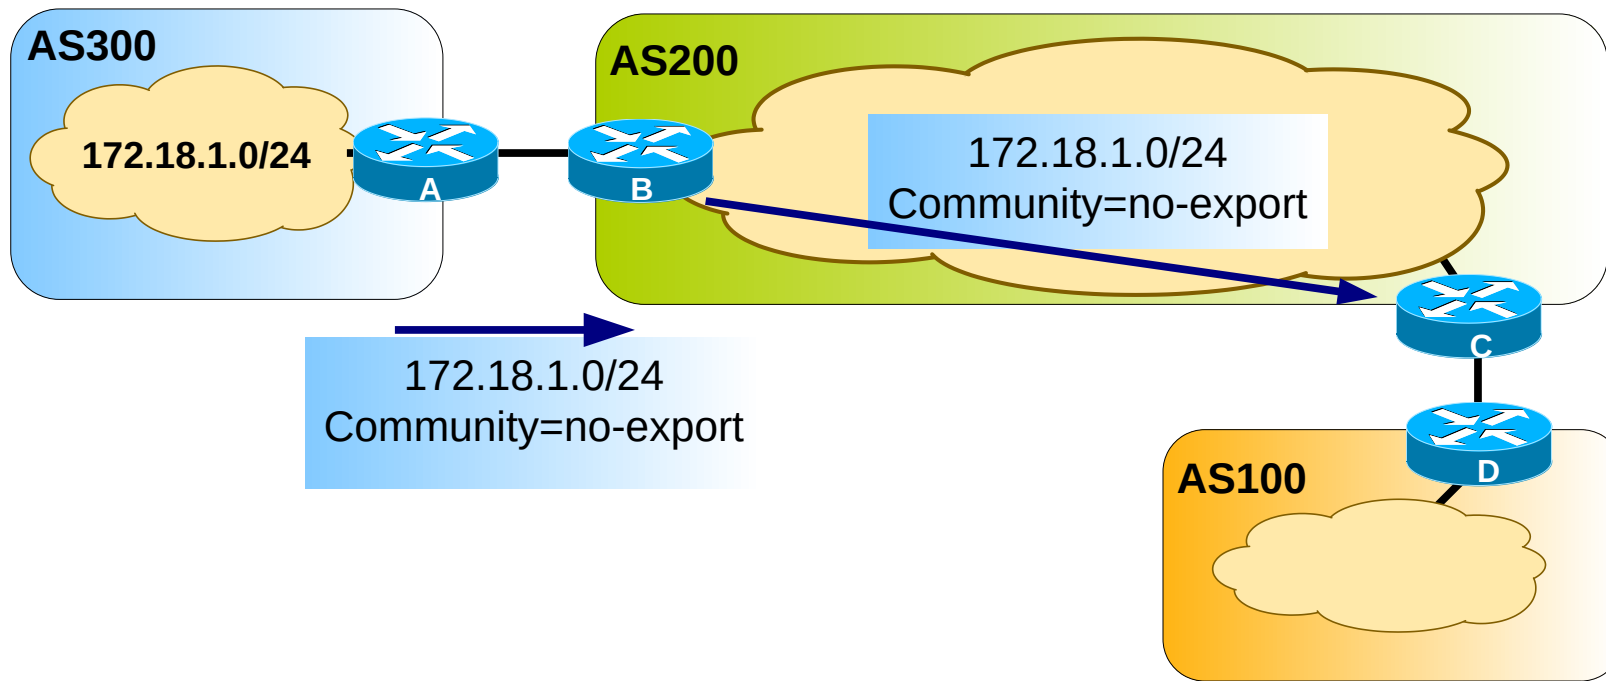 AS300
172.18.1.0/24
A
AS200
B
172.18.1.0/24
Community=no-export
172.18.1.0/24
Community=no-export
C
D
AS100